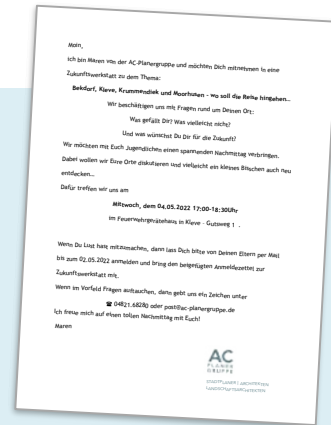 Moin,
ich bin Maren von der AC-Planergruppe und möchten Dich mitnehmen in eine
Zukunftswerkstatt zu dem Thema:
Bekdorf, Kleve, Krummendiek und Moorhusen - wo soll die Reise hingehen…
Wir beschäftigen uns mit Fragen rund um Deinen Ort:
Was gefällt Dir? Was vielleicht nicht?
Und was wünschst Du Dir für die Zukunft?
Wir möchten mit Euch Jugendlichen einen spannenden Nachmittag verbringen.
Dabei wollen wir Eure Orte diskutieren und vielleicht ein kleines Bisschen auch neu
entdecken…
Dafür treffen wir uns am
Mittwoch, dem 04.05.2022 17:00-18:30Uhr
im Feuerwehrgerätehaus in Kleve - Gutsweg 1 .
Wenn Du Lust hast mitzumachen, dann lass Dich bitte von Deinen Eltern per Mail
bis zum 02.05.2022 anmelden und bring den beigefügten Anmeldezettel zur
Zukunftswerkstatt mit.
Wenn im Vorfeld Fragen auftauchen, dann gebt uns ein Zeichen unter
☎ 04821.68280 oder post@ac-planergruppe.de
Ich freue mich auf einen tollen Nachmittag mit Euch!
Maren
AC
PLANER
GRUPPE
STADTPLANER | ARCHITEKTEN
LANDSCHAFTSARCHITEKTEN